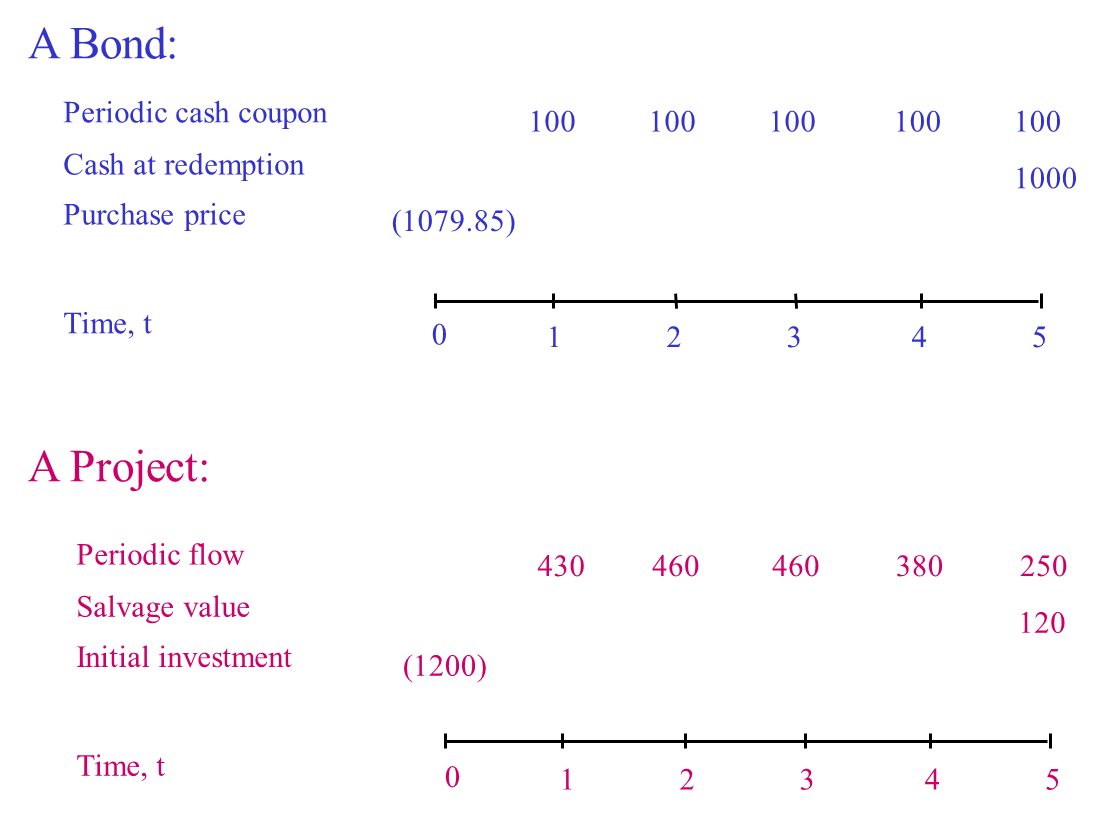 A Bond:
Periodic cash coupon 100 100 100 100 100
Cash at redemption 1000
Purchase price (1079.85)
Time, t 0 1 2 3 4 5
A Project:
Periodic flow 430 460 460 380 250
Salvage value 120
Initial investment (1200)
Time, t 0 1 2 3 4 5